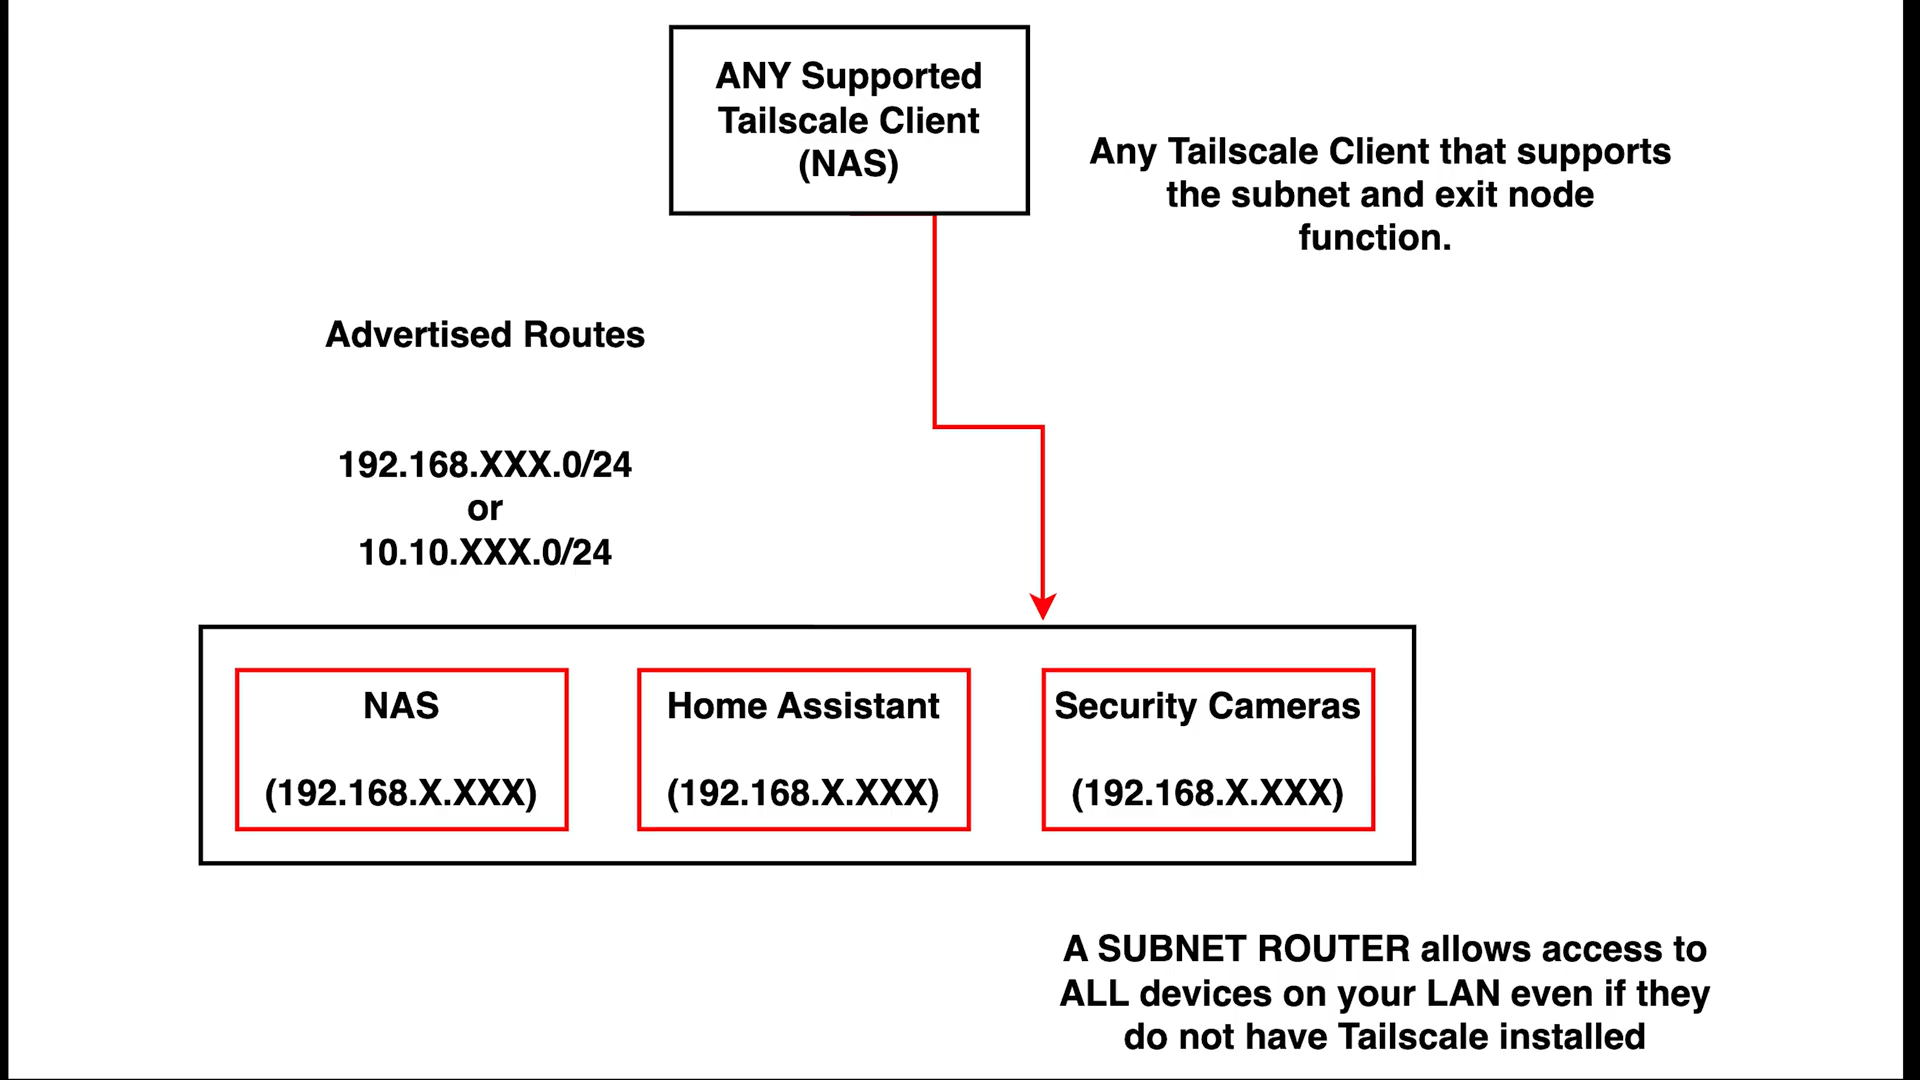 ANY Supported
Tailscale Client
(NAS)
Any Tailscale Client that supports
the subnet and exit node
function.
Advertised Routes
192.168.XXX.0/24
or
10.10.XXX.0/24
NAS
(192.168.X.XXX)
Home Assistant
(192.168.X.XXX)
Security Cameras
(192.168.X.XXX)
A SUBNET ROUTER allows access to
ALL devices on your LAN even if they
do not have Tailscale installed